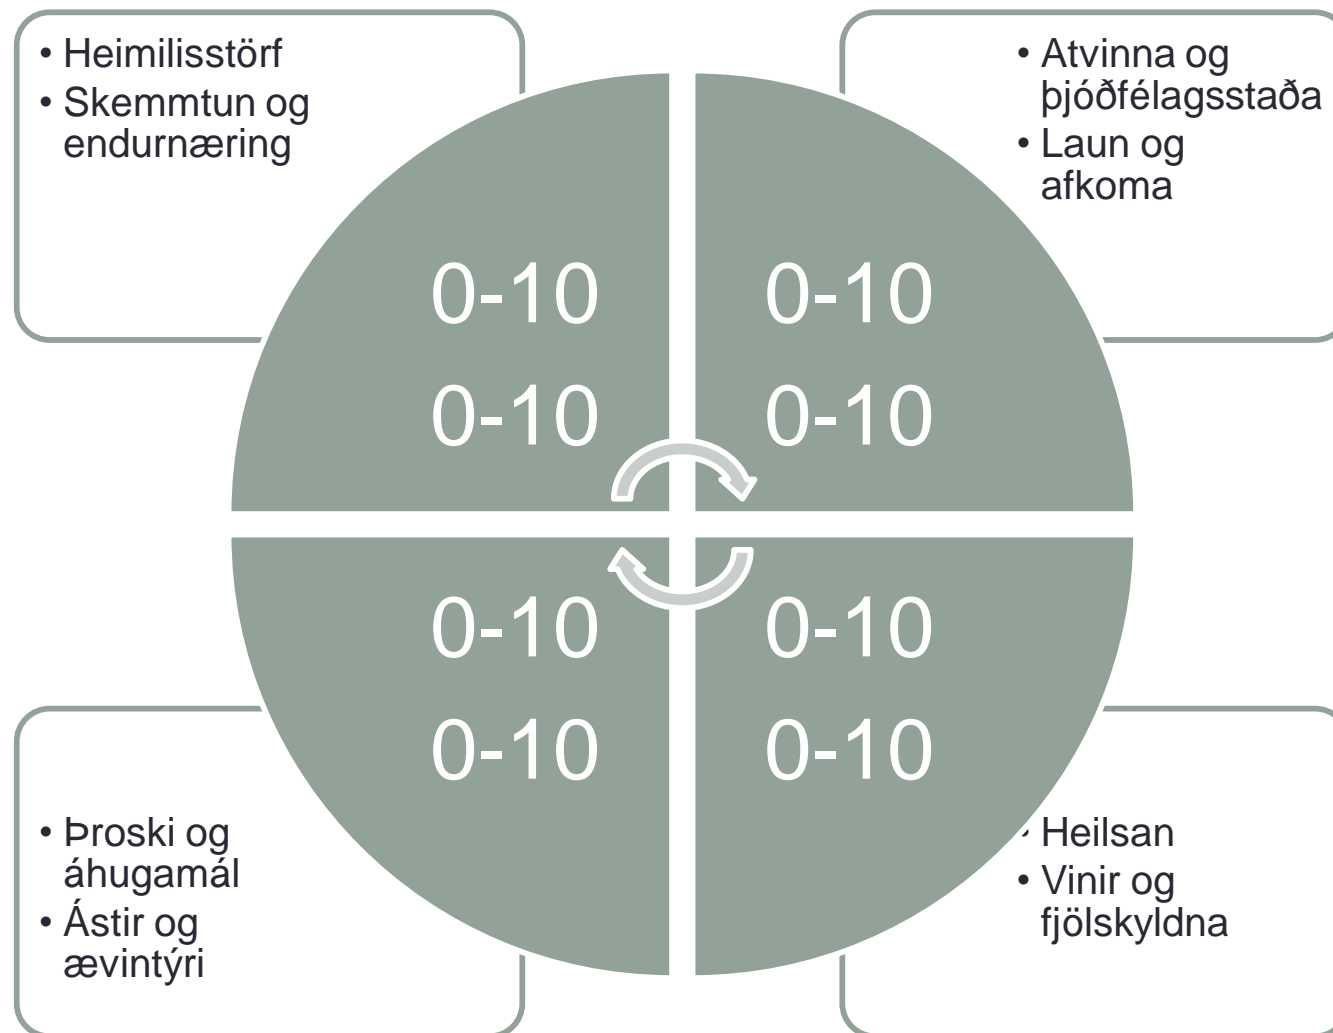 • Heimilisstörf
• Skemmtun og
endurnæring
• Atvinna og
þjóðfélagsstaða
• Laun og
afkoma
0-10
0-10
0-10
0-10
0-10
0-10
0-10
0-10
• Þroski og
áhugamál
• Ástir og
ævintýri
• Heilsan
• Vinir og
fjölskyldna